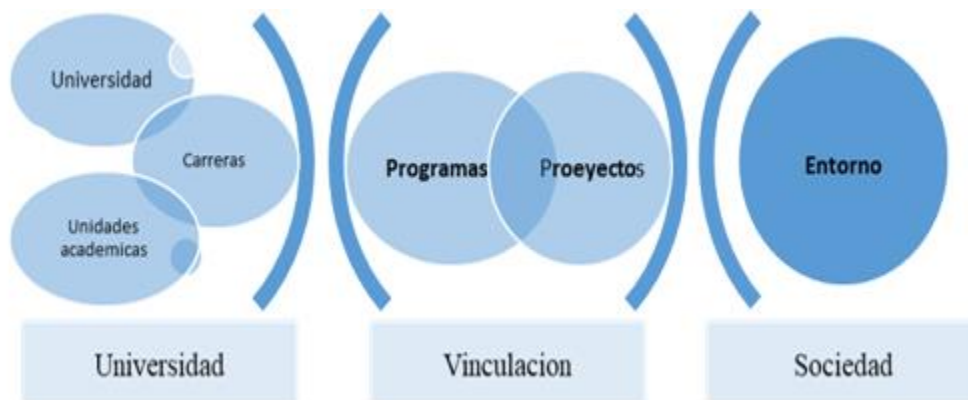 Universidad
Carreras
Unidades
academicas
Programas
Proeyectos
Entorno
Universidad
Vinculacion
Sociedad